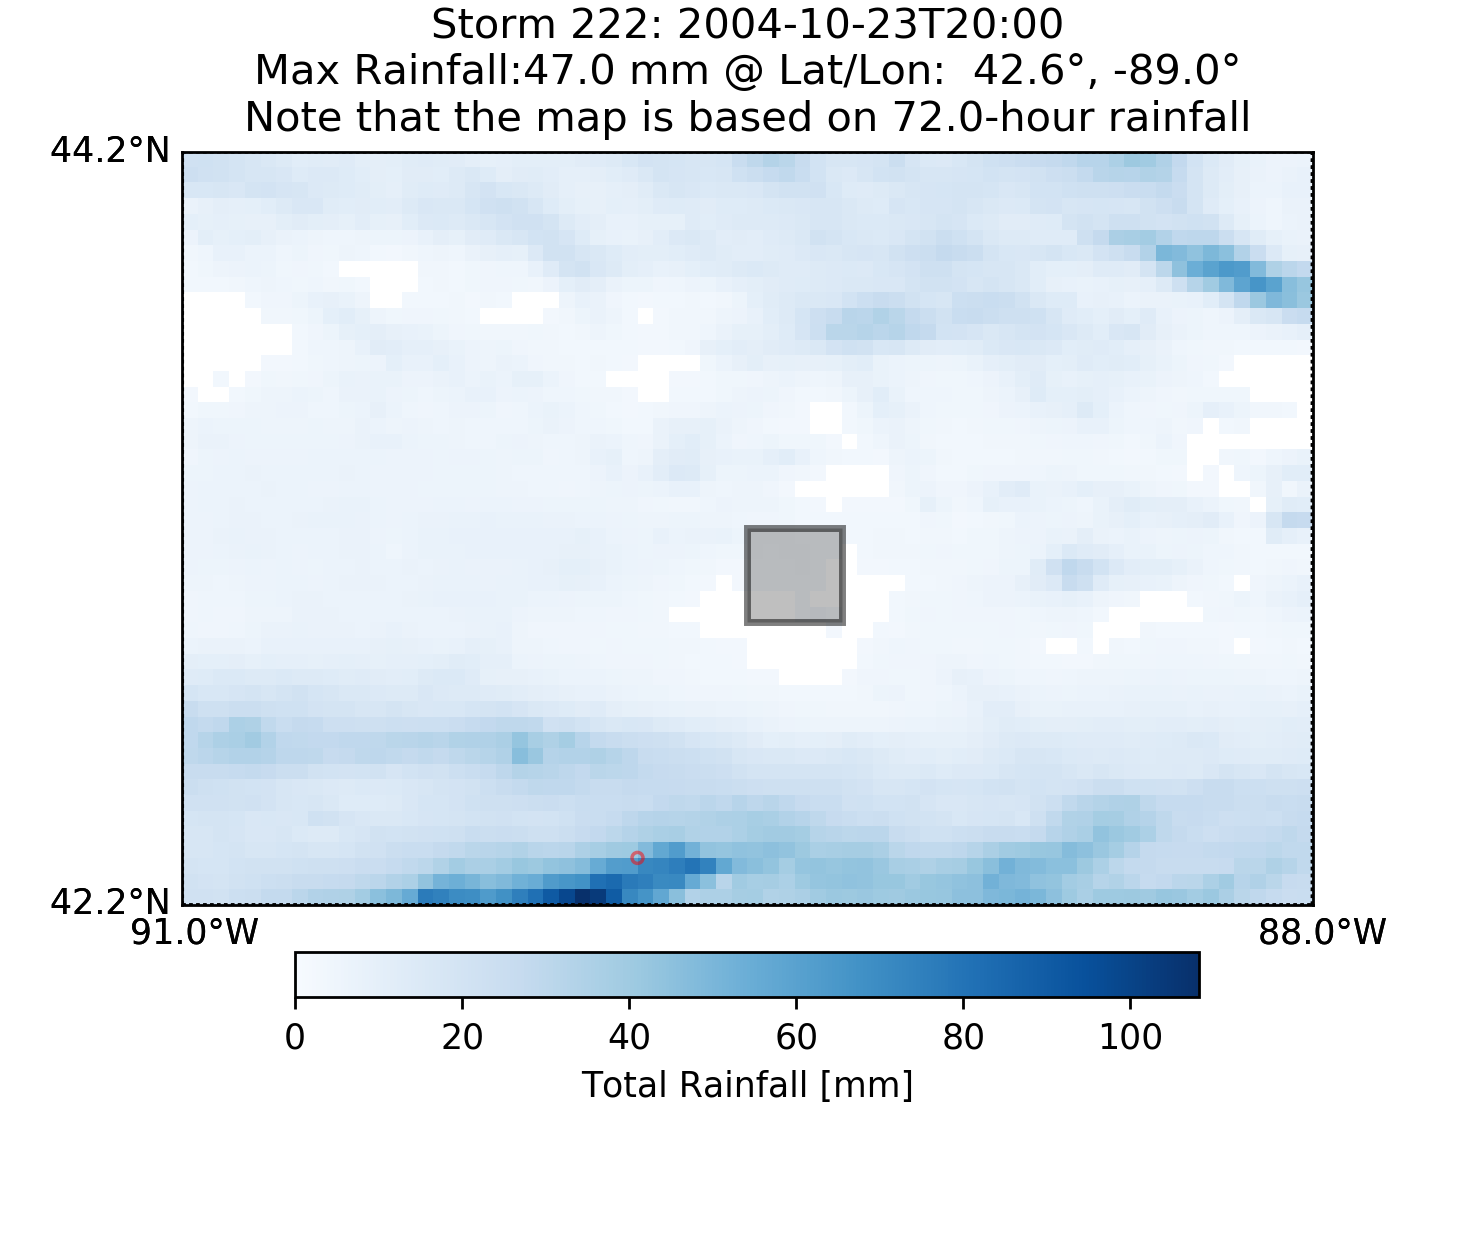 Storm 222: 2004-10-23T20:00
Max Rainfall:47.0 mm @ Lat/Lon:  42.6°, -89.0°
Note that the map is based on 72.0-hour rainfall
44.2°N
42.2°N
91.0°W 88.0°W
0 20 40 60 80 100
Total Rainfall [mm]